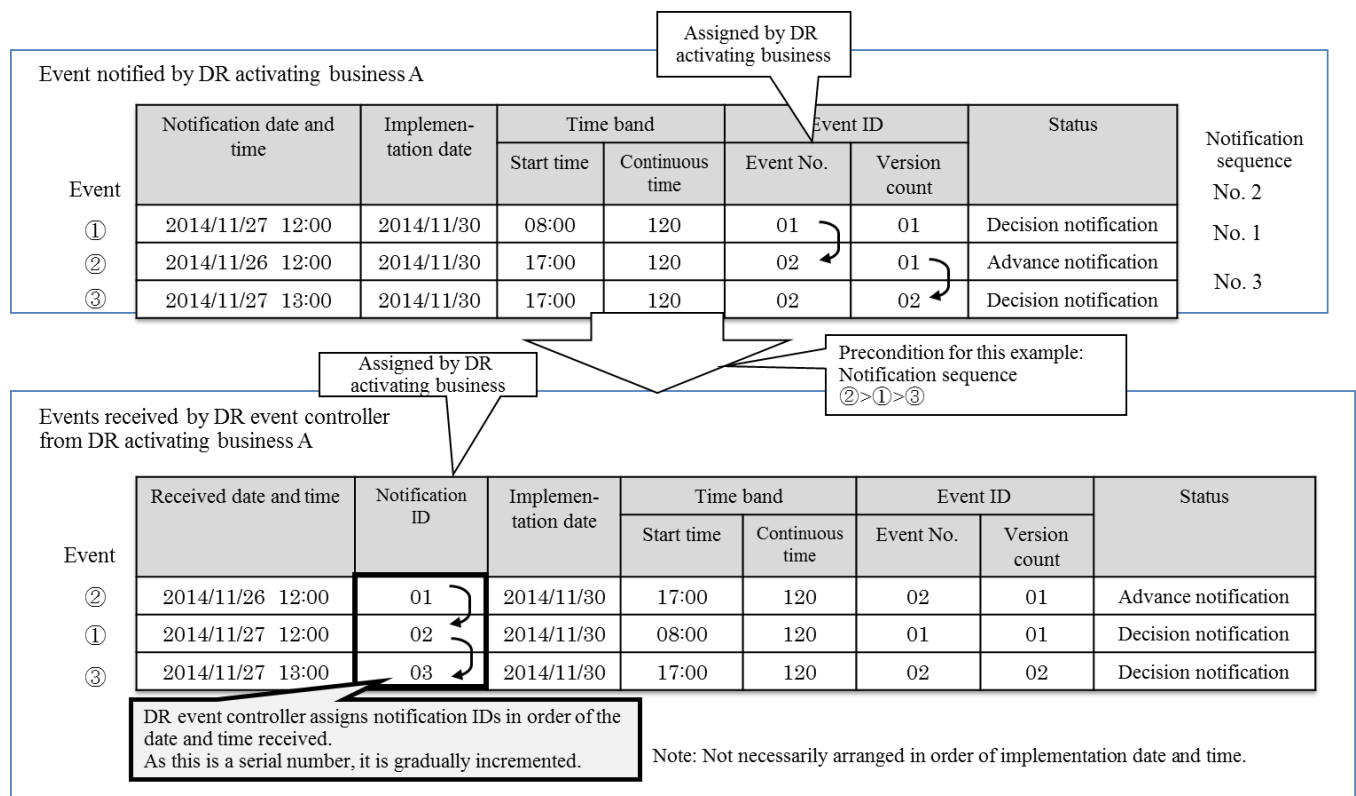 Assigned by DR
activating business
Event notified by DR activating business A
Event
Notification date and
time
Implemen-
tation date
Time band
Event ID
Status
Start time
Continuous
time
Event No.
Version
count
Notification
sequence
No. 2
① 2014/11/27 12:00 2014/11/30 08:00 120 01 01 Decision notification No. 1
② 2014/11/26 12:00 2014/11/30 17:00 120 02 01 Advance notification
③ 2014/11/27 13:00 2014/11/30 17:00 120 02 02 Decision notification No. 3
Assigned by DR
activating business
Precondition for this example:
Notification sequence
②>①>③
Events received by DR event controller
from DR activating business A
Event
Received date and time
Notification
ID
Implemen-
tation date
Time band
Event ID
Status
Start time
Continuous
time
Event No.
Version
count
② 2014/11/26 12:00 01 2014/11/30 17:00 120 02 01 Advance notification
① 2014/11/27 12:00 02 2014/11/30 08:00 120 01 01 Decision notification
③ 2014/11/27 13:00 03 2014/11/30 17:00 120 02 02 Decision notification
DR event controller assigns notification IDs in order of the
date and time received.
As this is a serial number, it is gradually incremented.
Note: Not necessarily arranged in order of implementation date and time.